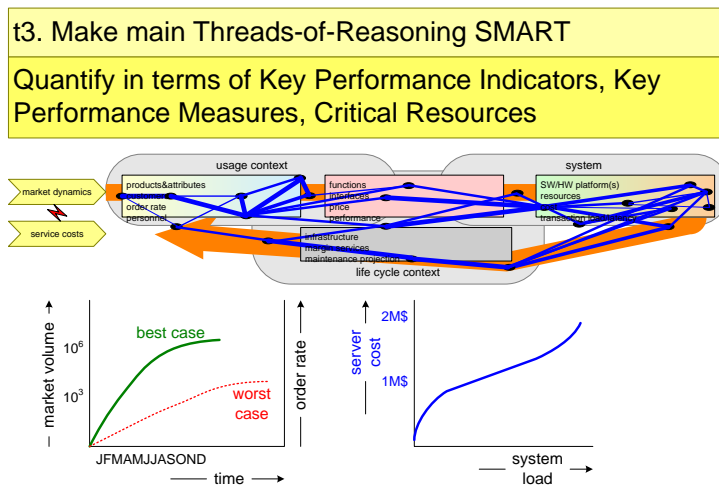 t3. Make main Threads-of-Reasoning SMART
Quantify in terms of Key Performance Indicators, Key
Performance Measures, Critical Resources
usage context
system
market dynamics
service costs
products&attributes
order rate
personnel
functions
interfaces
price
performance
SW/HW platform(s)
resources
infrastructure
margin services
maintenance projection
life cycle context
market volume
10^6
10^3
best case
worst
case
order rate
JFMAMJJASOND
time
server
cost
2M$
1M$
system
load